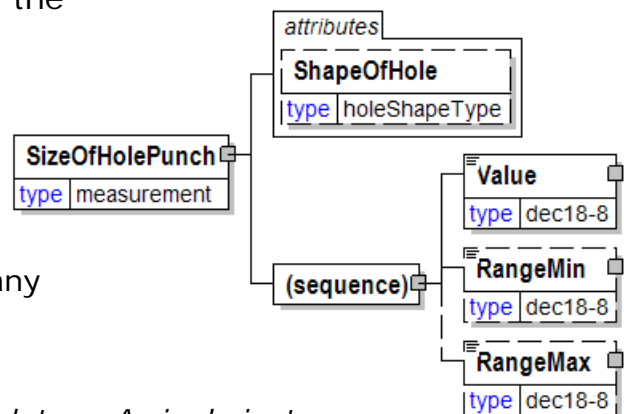 the
attributes
ShapeOfHole
type holeShapeType
SizeOfHolePunch
type measurement
Value
type dec18-8
any
(sequence)
RangeMin
type dec18-8
RangeMax
type dec18-8